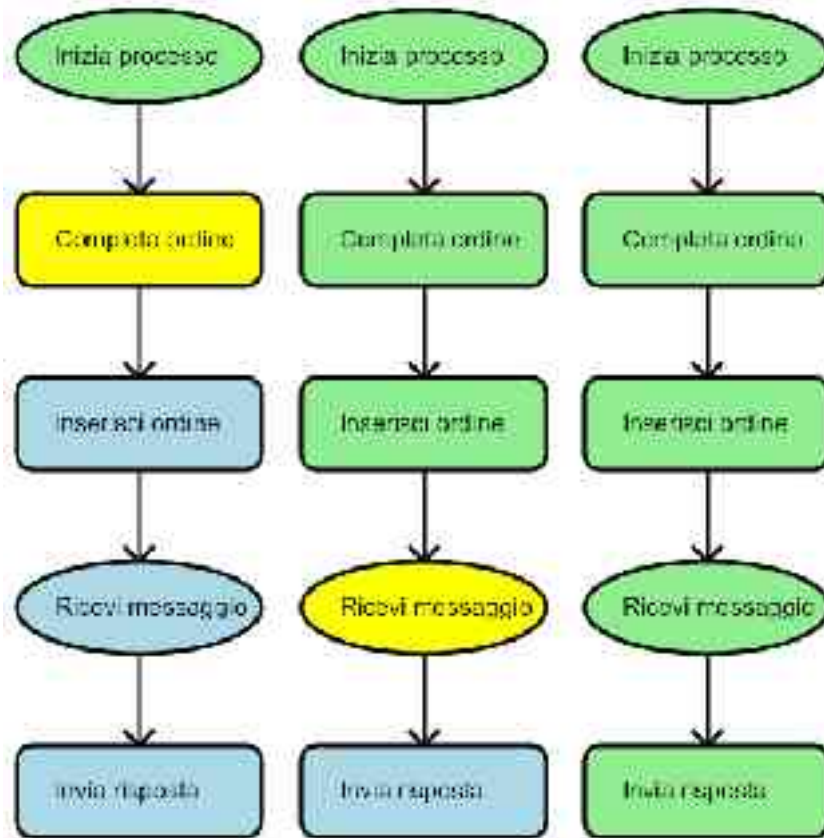 Inizia processo
Inizia processo
Inizia processo
Completa ordine
Completa ordine
Completa ordine
Inserisci ordine
Inserisci ordine
Inserisci ordine
Ricevi messaggio
Ricevi messaggio
Ricevi messaggio
Invia risposta
Invia risposta
Invia risposta